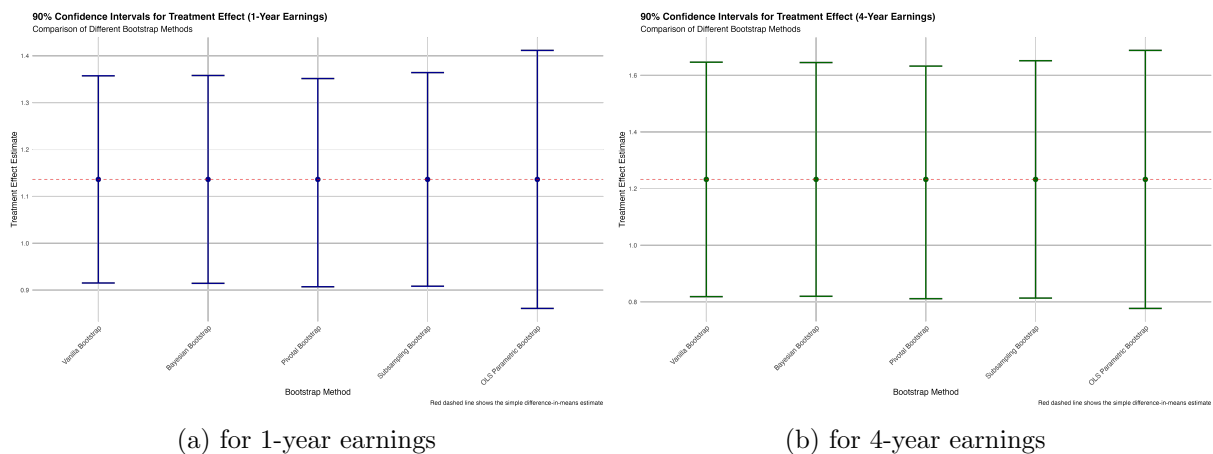 90% Confidence Intervals for Treatment Effect (1-Year Earnings)
Comparison of Different Bootstrap Methods
Treatment Effect Estimate
1.4
1.3
1.2
1.1
1.0
0.9
Vanilla Bootstrap
Bayesian Bootstrap
Pivotal Bootstrap
Subsampling Bootstrap
OLS Parametric Bootstrap
Bootstrap Method
Red dashed line shows the simple difference-in-means estimate
(a) for 1-year earnings
90% Confidence Intervals for Treatment Effect (4-Year Earnings)
Comparison of Different Bootstrap Methods
Treatment Effect Estimate
1.6
1.4
1.2
1.0
0.8
Vanilla Bootstrap
Bayesian Bootstrap
Pivotal Bootstrap
Subsampling Bootstrap
OLS Parametric Bootstrap
Bootstrap Method
Red dashed line shows the simple difference-in-means estimate
(b) for 4-year earnings